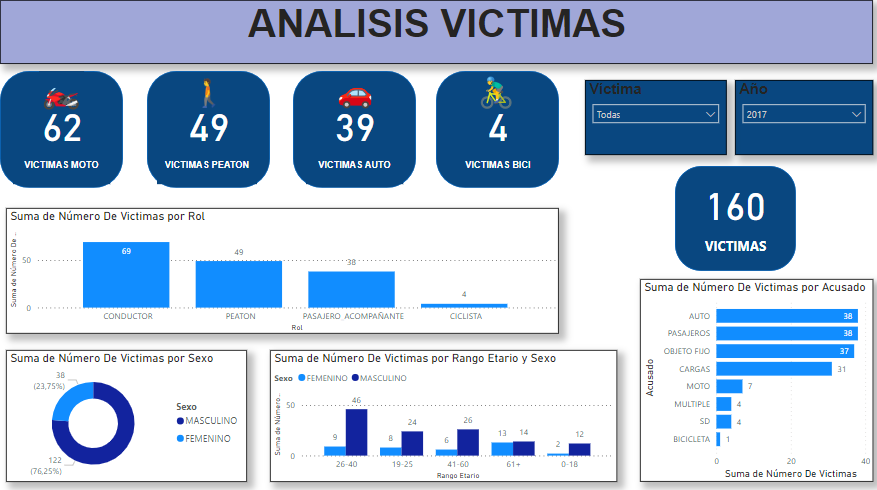 ANALISIS VICTIMAS
62
VICTIMAS MOTO
49
VICTIMAS PEATON
39
VICTIMAS AUTO
4
VICTIMAS BICI
Victima
Todas
Año
2017
160
VICTIMAS
Suma de Número De Victimas por Rol
Suma de Número De ...
50
0
69
49
38
4
CONDUCTOR
PEATON
PASAJERO_ACOMPAÑANTE
CICLISTA
Rol
Suma de Número De Victimas por Sexo
38
(23,75%)
122
(76,25%)
Sexo
MASCULINO
FEMENINO
Suma de Número De Victimas por Rango Etario y Sexo
Sexo
FEMENINO
MASCULINO
Suma de Número...
50
0
9
46
8
24
6
26
13
14
2
12
26-40
19-25
41-60
61+
0-18
Rango Etario
Suma de Número De Victimas por Acusado
Acusado
AUTO
38
PASAJEROS
38
OBJETO FIJO
37
CARGAS
31
MOTO
7
MULTIPLE
4
SD
4
BICICLETA
1
0
20
40
Suma de Número De Victimas